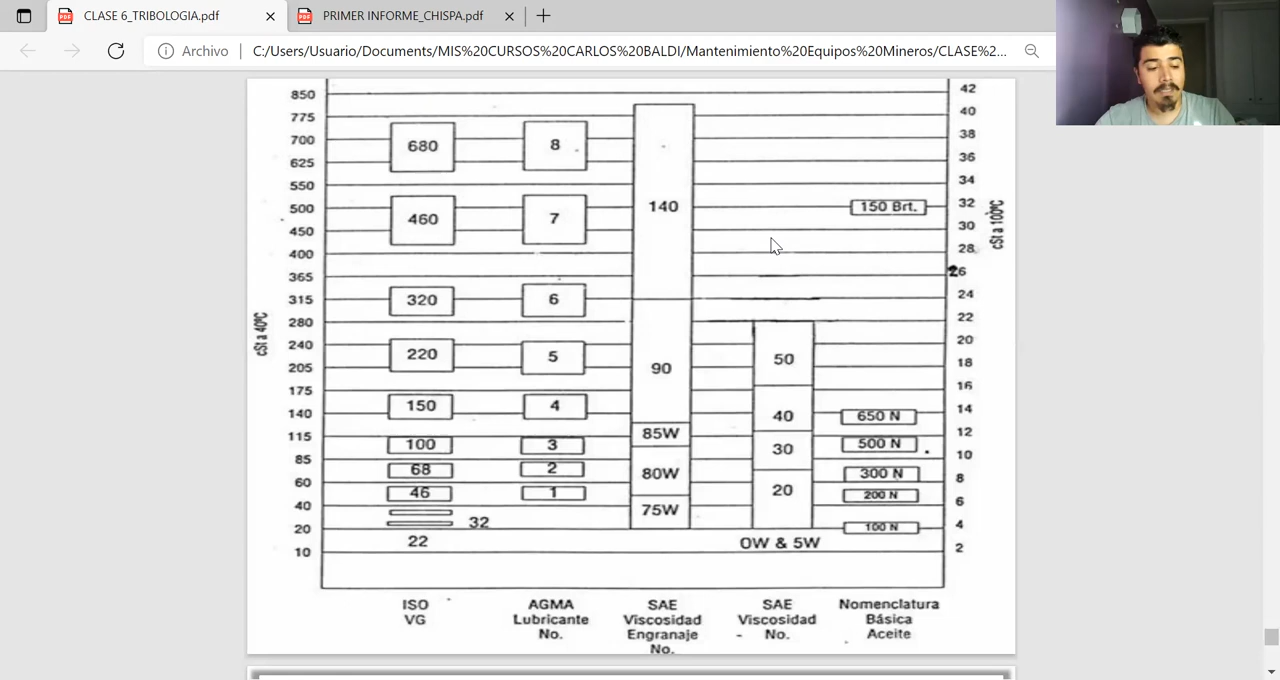 CLASE 6_TRIBOLOGIA.pdf
PRIMER INFORME_CHISPA.pdf
Archivo
C:/Users/Usuario/Documents/MIS%20CURSOS%20CARLOS%20BALDI/Mantenimiento%20Equipos%20Mineros/CLASE%2...
850 42
775 40
700 680 8 38
625 36
550 34
500 140 32 150 Brt.
450 460 7 30
400 28
365 26
315 320 6 24
280 22
240 220 5 20
205 90 50 18
175 16
140 150 4 40 650 N 14
115 85W 12
100 3 30 500 N 10
85 68 2 80W 300 N 8
60 46 1 20 200 N 6
40 75W
20 32 100 N 4
22 0W & 5W
10 2
cSt a 40ºC
cSt a 100ºC
ISO
VG
AGMA
Lubricante
No.
SAE
Viscosidad
Engranaje
No.
SAE
Viscosidad
No.
Nomenclatura
Básica
Aceite